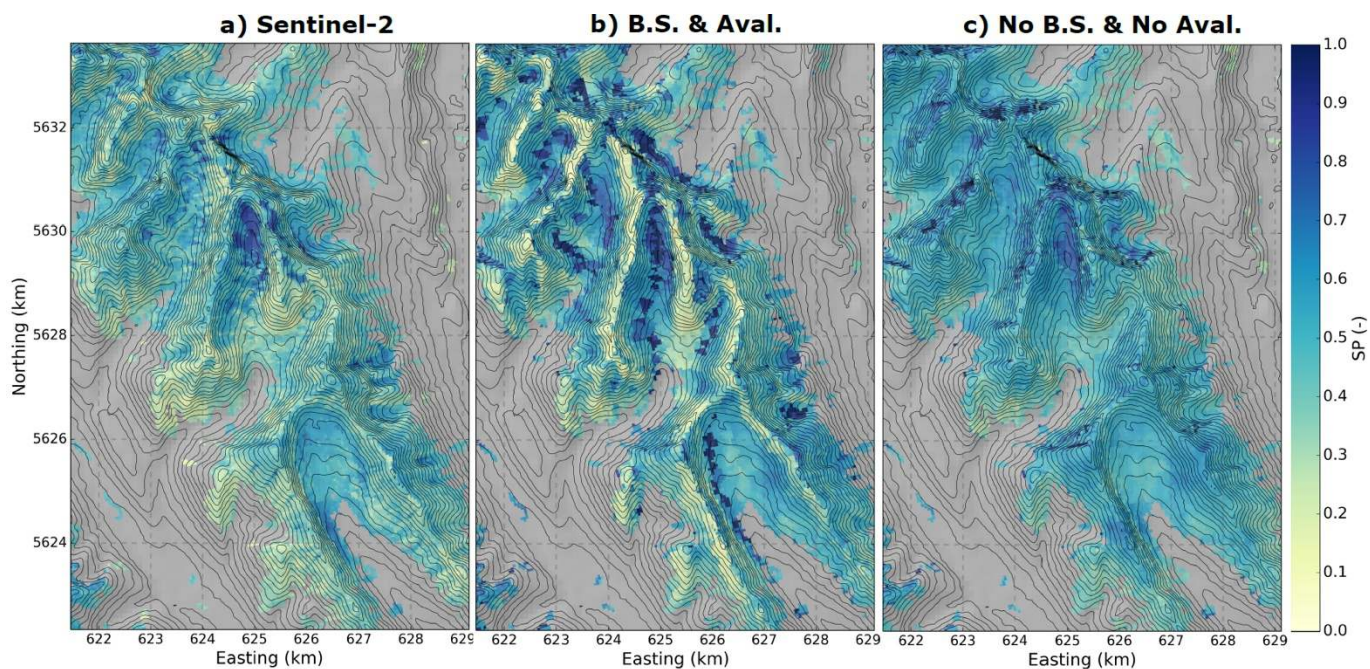 a) Sentinel-2
b) B.S. & Aval.
c) No B.S. & No Aval.
Northing (km)
5632
5630
5628
5626
5624
622 623 624 625 626 627 628 629
Easting (km)
622 623 624 625 626 627 628 629
Easting (km)
622 623 624 625 626 627 628 629
Easting (km)
1.0
0.9
0.8
0.7
0.6
0.5
0.4
0.3
0.2
0.1
0.0
SP (-)